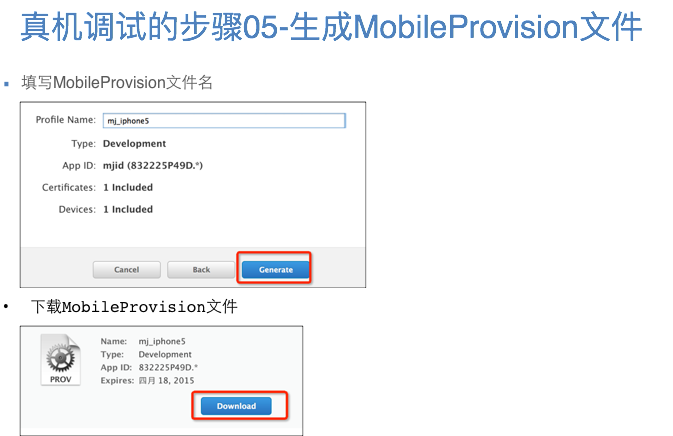 真机调试的步骤05-生成MobileProvision文件
填写MobileProvision文件名
Profile Name: mj_iphone5
Type: Development
App ID: mjid (832225P49D.*)
Certificates: 1 Included
Devices: 1 Included
Cancel Back Generate
下载MobileProvision文件
Name: mj_iphone5
Type: Development
App ID: 832225P49D.*
Expires: 四月 18, 2015
PROV
Download